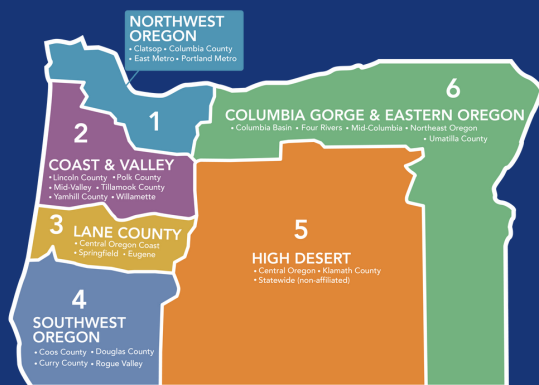 NORTHWEST
OREGON
• Clatsop • Columbia County
• East Metro • Portland Metro
1
2
COAST & VALLEY
• Lincoln County • Polk County
• Mid-Valley • Tillamook County
• Yamhill County • Willamette
3
LANE COUNTY
• Central Oregon Coast
• Springfield • Eugene
4
SOUTHWEST
OREGON
• Coos County • Douglas County
• Curry County • Rogue Valley
5
HIGH DESERT
• Central Oregon • Klamath County
• Statewide (non-affiliated)
6
COLUMBIA GORGE & EASTERN OREGON
• Columbia Basin • Four Rivers • Mid-Columbia • Northeast Oregon
• Umatilla County